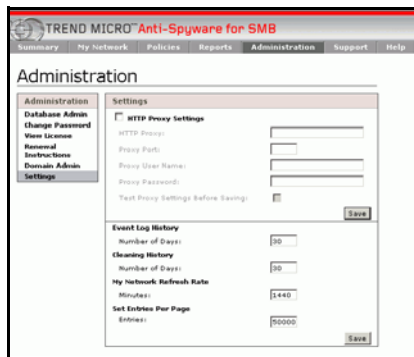 TREND MICRO™ Anti-Spyware for SMB
Summary My Network Policies Reports Administration Support Help
Administration
Administration
Database Admin
Change Password
View License
Renewal
Instructions
Domain Admin
Settings
Settings
HTTP Proxy Settings
HTTP Proxy:
Proxy Port:
Proxy User Name:
Proxy Password:
Test Proxy Settings Before Saving:
Save
Event Log History
Number of Days: 30
Cleaning History
Number of Days: 30
My Network Refresh Rate
Minutes: 1440
Set Entries Per Page
Entries: 50000
Save